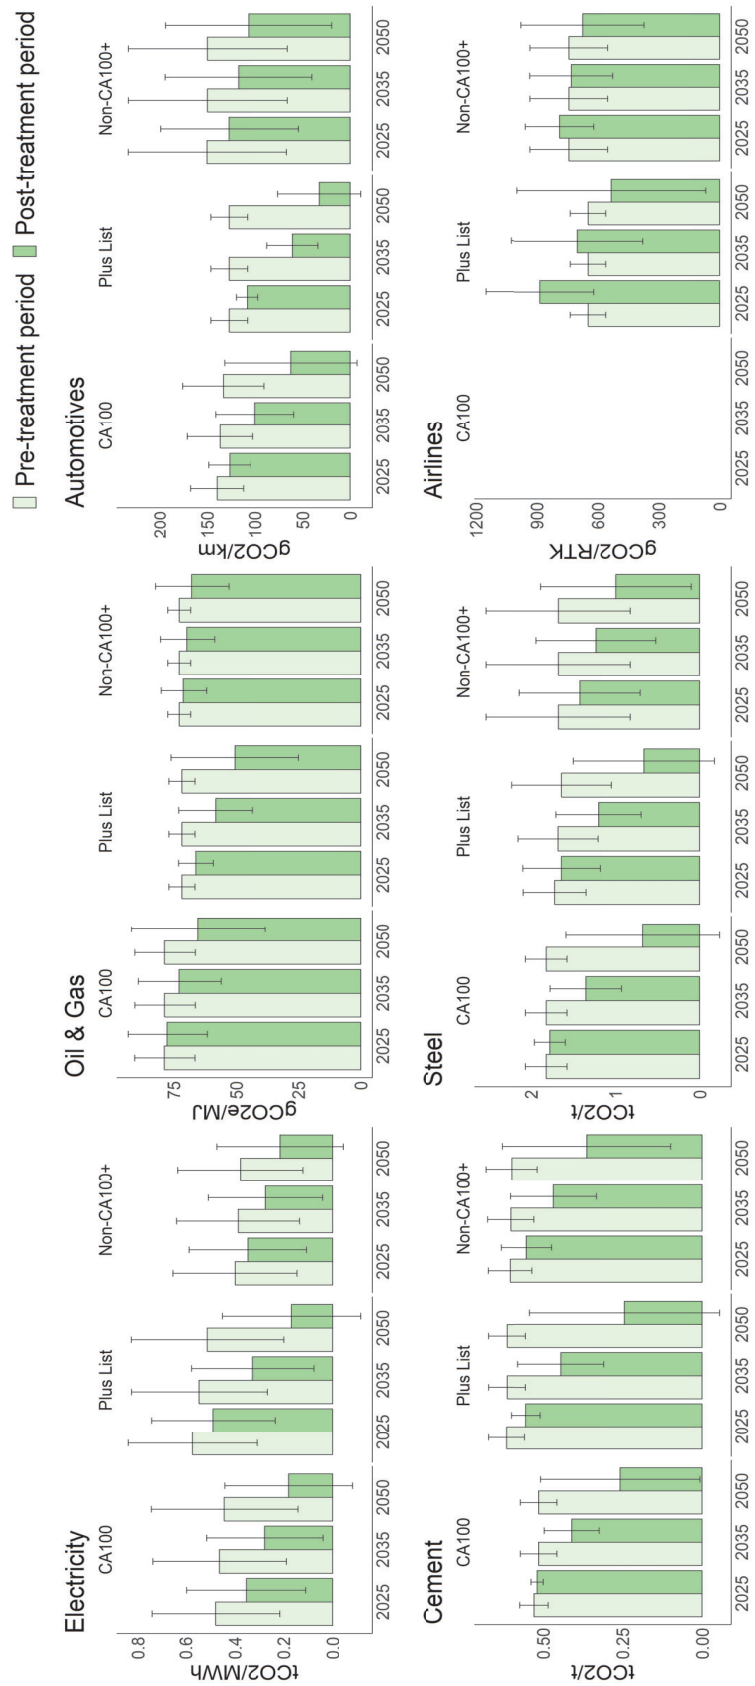 Pre-treatment period Post-treatment period
Electricity
CA100 Plus List Non-CA100+
tCO2/MWh
0.8
0.6
0.4
0.2
0.0
2025 2035 2050 2025 2035 2050 2025 2035 2050
Oil & Gas
CA100 Plus List Non-CA100+
gCO2e/MJ
75
50
25
0
2025 2035 2050 2025 2035 2050 2025 2035 2050
Automotives
CA100 Plus List Non-CA100+
gCO2/km
200
150
100
50
0
2025 2035 2050 2025 2035 2050 2025 2035 2050
Cement
CA100 Plus List Non-CA100+
tCO2/t
0.50
0.25
0.00
2025 2035 2050 2025 2035 2050 2025 2035 2050
Steel
CA100 Plus List Non-CA100+
tCO2/t
2
1
0
2025 2035 2050 2025 2035 2050 2025 2035 2050
Airlines
CA100 Plus List Non-CA100+
gCO2/RTK
1200
900
600
300
0
2025 2035 2050 2025 2035 2050 2025 2035 2050